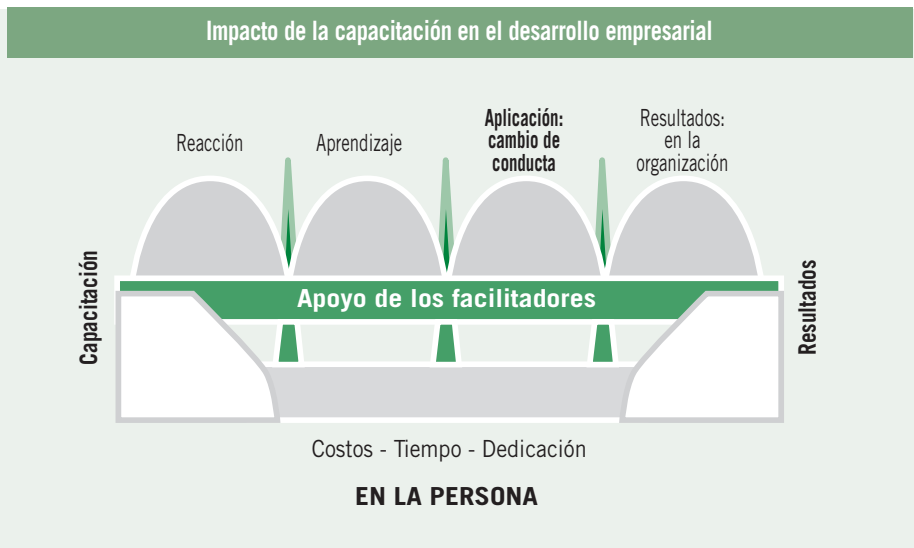 Impacto de la capacitación en el desarrollo empresarial
Reacción
Aprendizaje
Aplicación:
cambio de
conducta
Resultados:
en la
organización
Capacitación
Apoyo de los facilitadores
Resultados
Costos - Tiempo - Dedicación
EN LA PERSONA